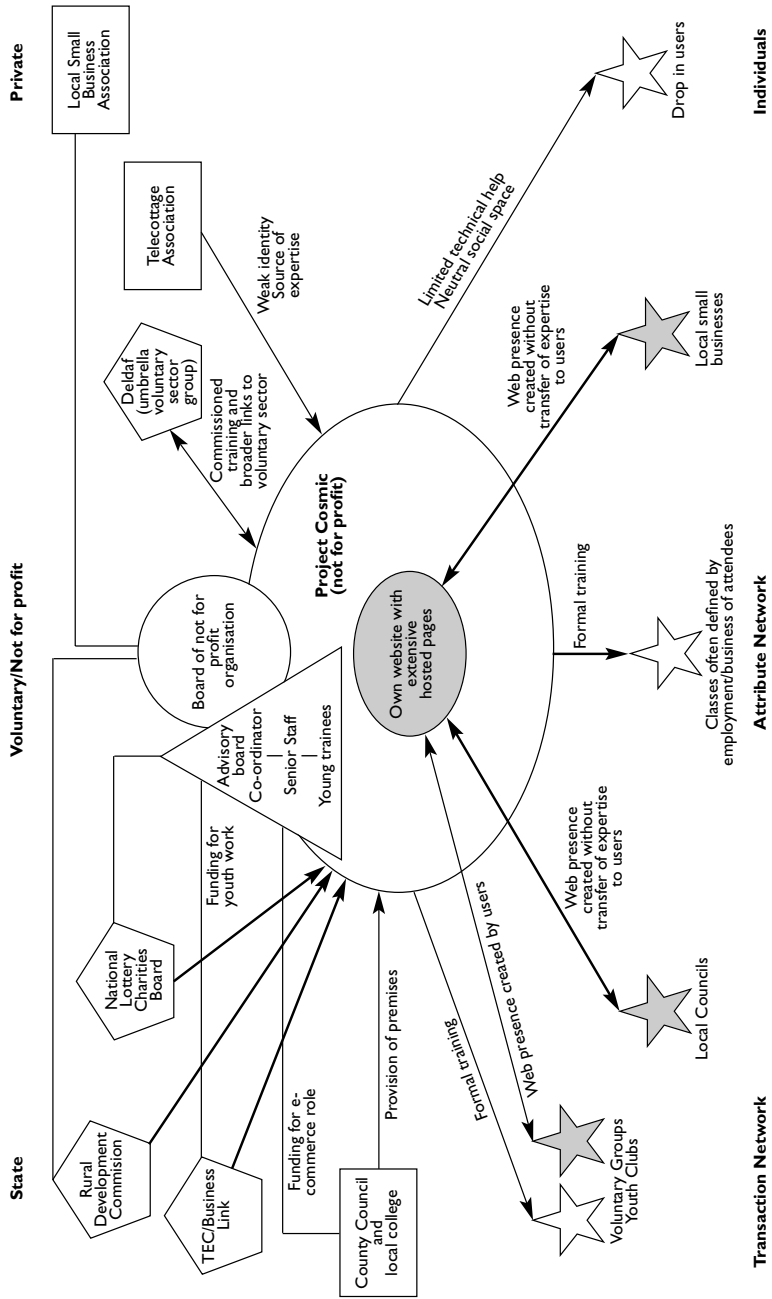 State
Voluntary/Not for profit
Private
Rural
Development
Commision
National
Lottery
Charities
Board
TEC/Business
Link
County Council
and
local college
Funding for
youth work
Funding for e-
commerce role
Provision of premises
Advisory
board
Co-ordinator
Senior Staff
Young trainees
Board of not for
profit
organisation
Deldaf
(umbrella
voluntary
sector
group)
Commissioned
training and
broader links to
voluntary sector
Telecottage
Association
Local Small
Business
Association
Weak identity
Source of
expertise
Project Cosmic
(not for profit)
Own website with
extensive
hosted pages
Formal training
Web presence created by users
Web presence
created without
transfer of expertise
to users
Formal training
Web presence
created without
transfer of expertise
to users
Limited technical help
Neutral social space
Voluntary Groups
Youth Clubs
Local Councils
Classes often defined by
employment/business of attendees
Local small
businesses
Drop in users
Transaction Network
Attribute Network
Individuals